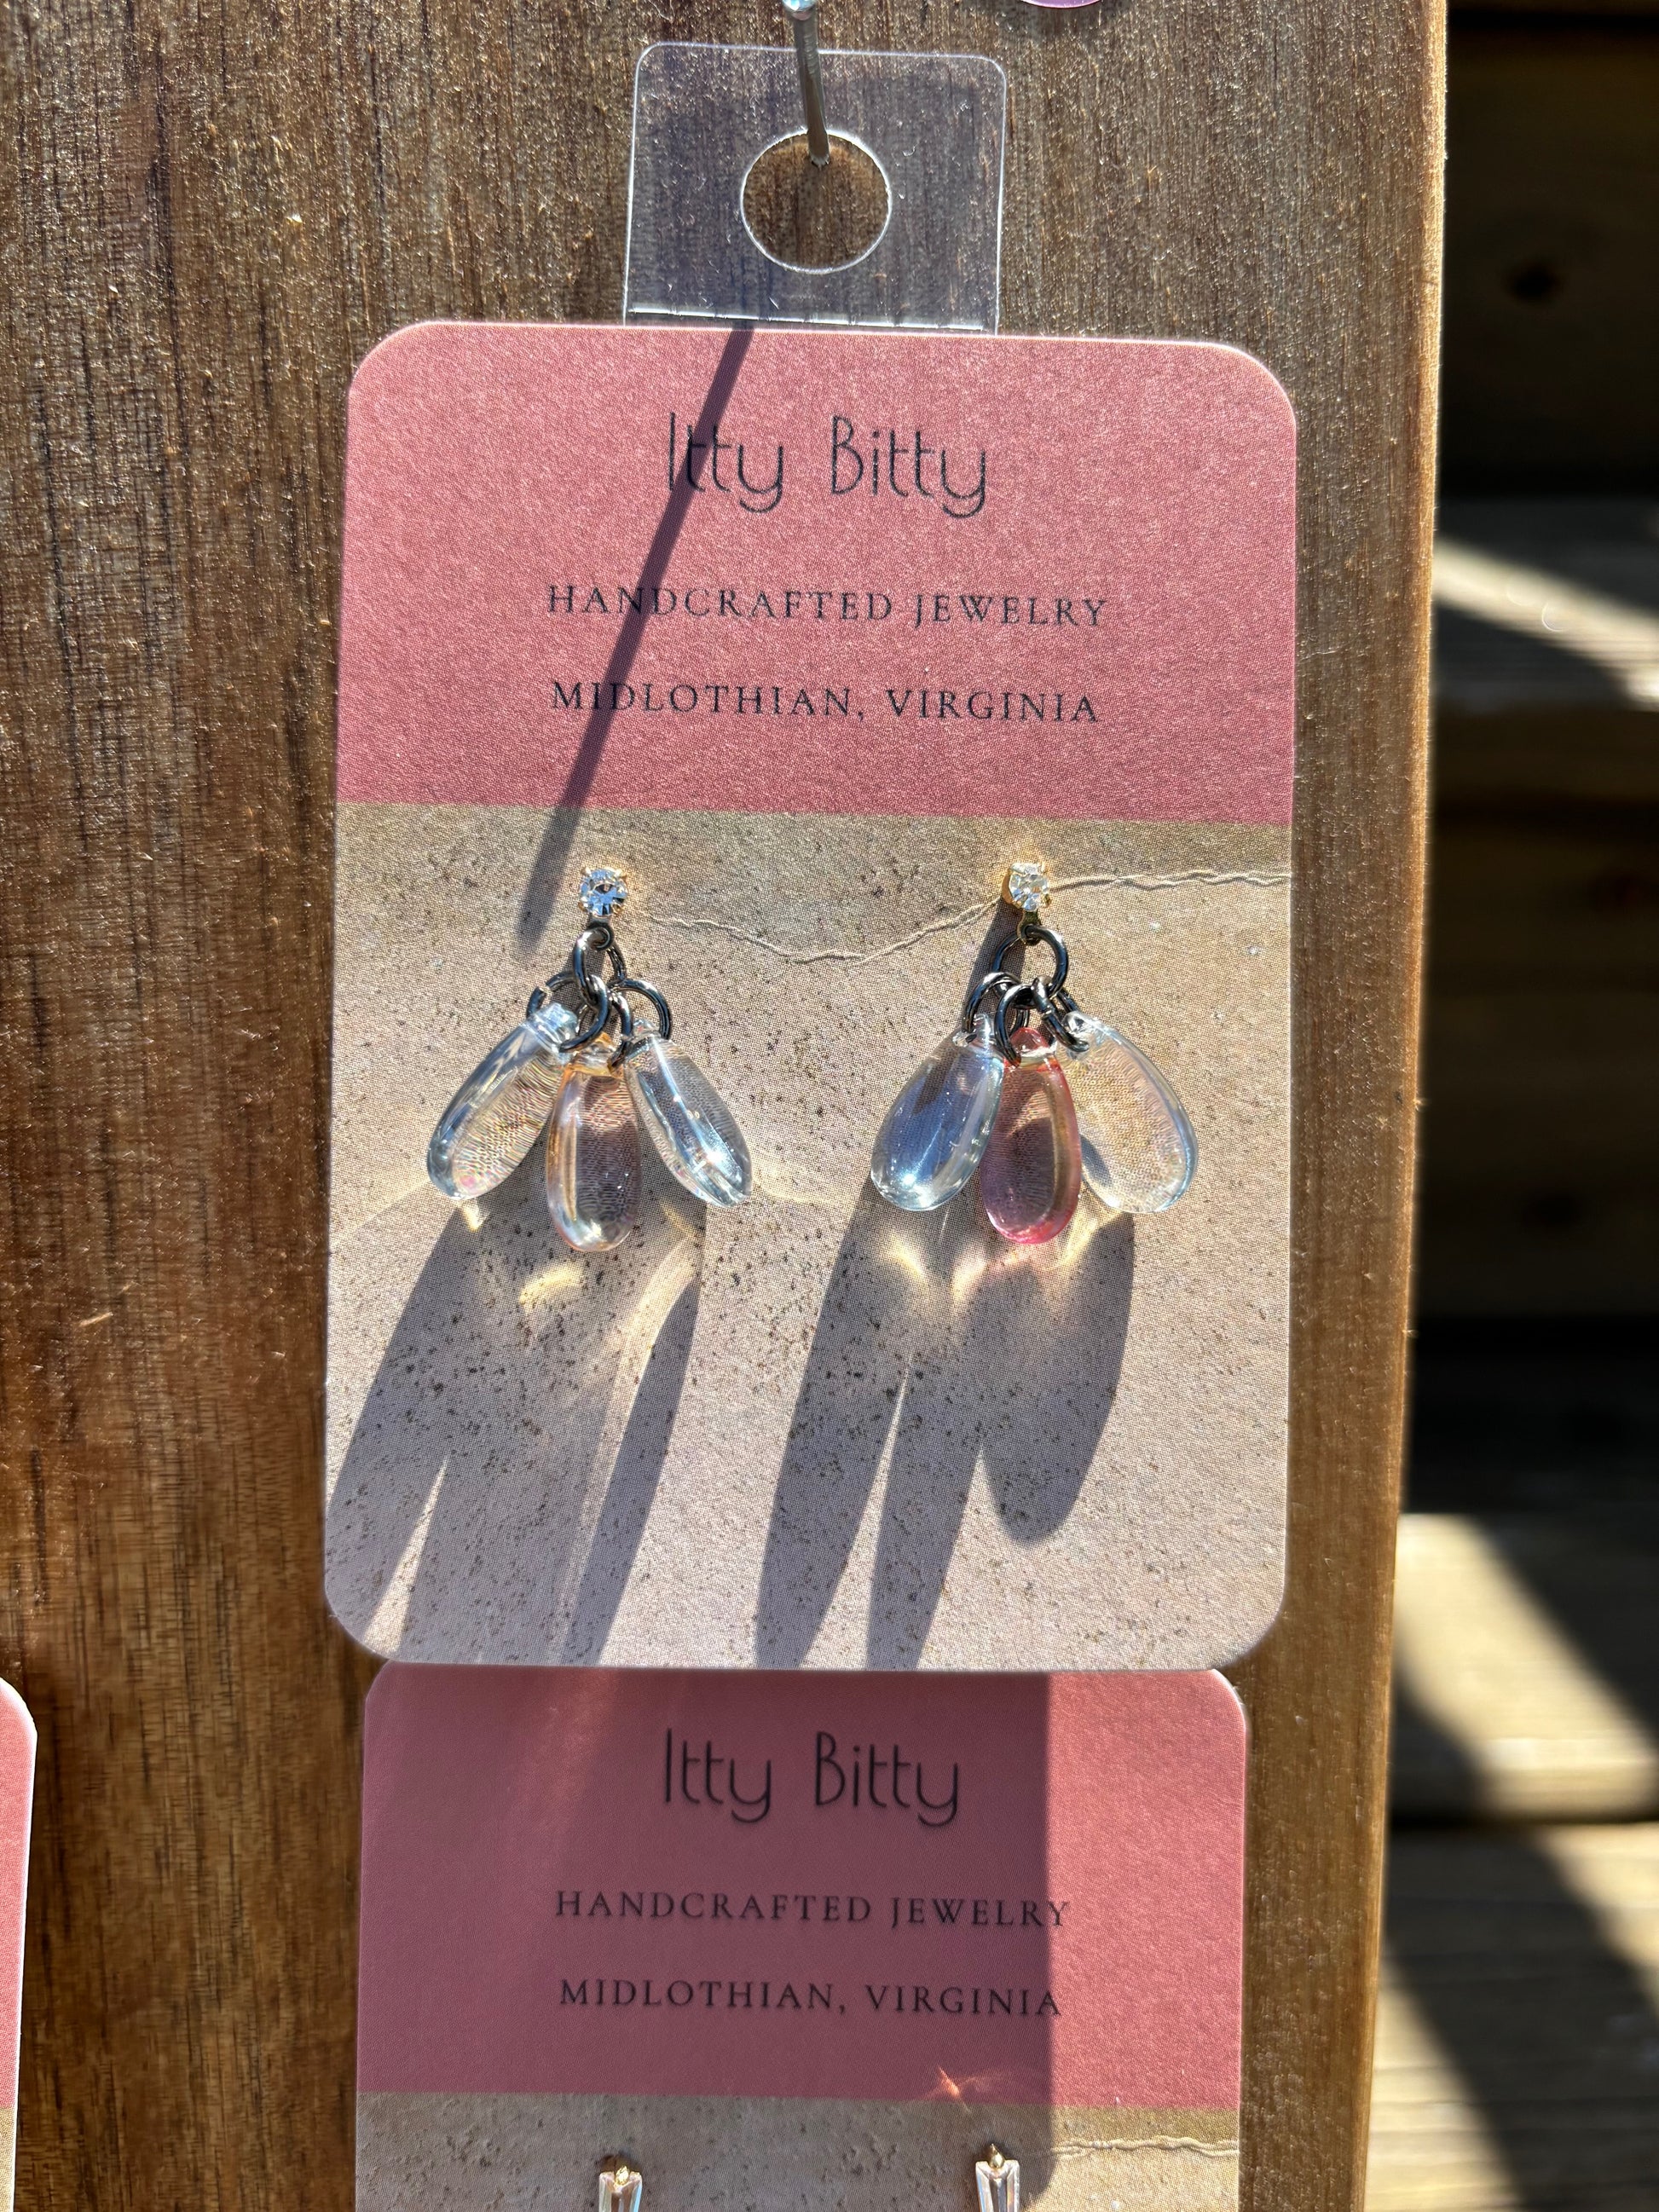 Itty Bitty
HANDCRAFTED JEWELRY
MIDLOTHIAN, VIRGINIA
Itty Bitty
HANDCRAFTED JEWELRY
MIDLOTHIAN, VIRGINIA